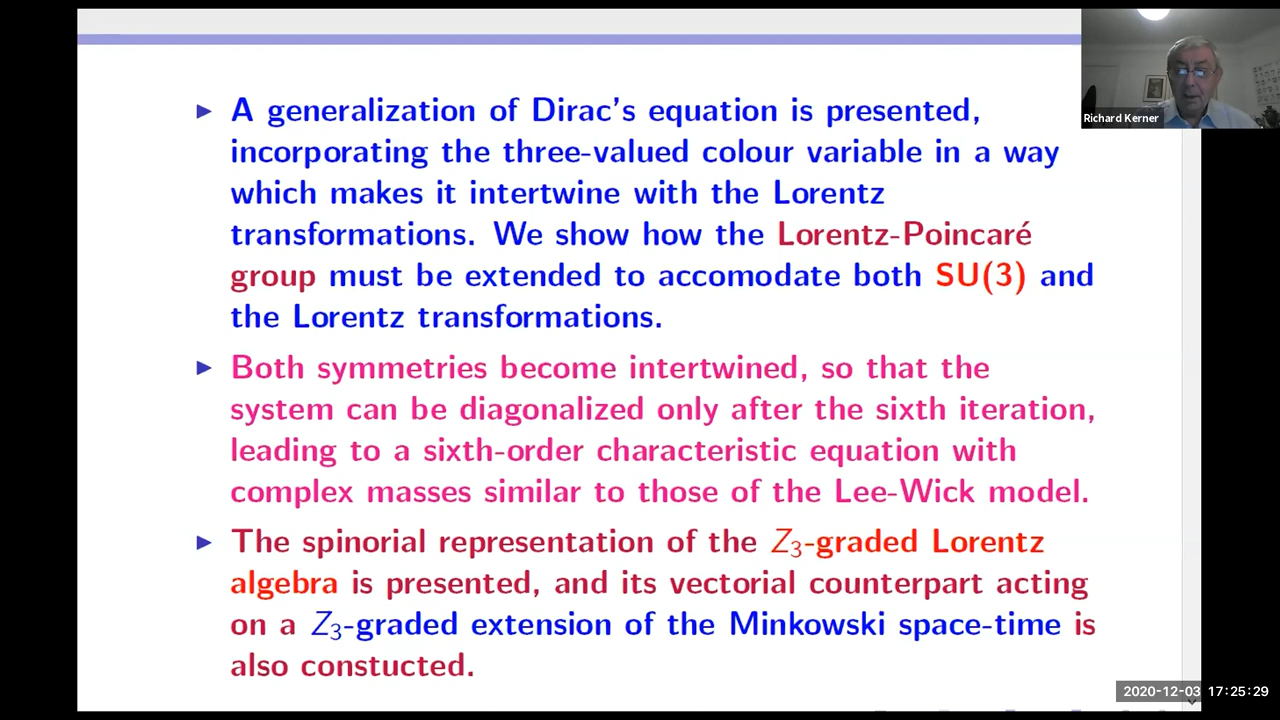 A generalization of Dirac's equation is presented,
incorporating the three-valued colour variable in a way
which makes it intertwine with the Lorentz
transformations. We show how the Lorentz-Poincaré
group must be extended to accomodate both SU(3) and
the Lorentz transformations.
Both symmetries become intertwined, so that the
system can be diagonalized only after the sixth iteration,
leading to a sixth-order characteristic equation with
complex masses similar to those of the Lee-Wick model.
The spinorial representation of the Z₃-graded Lorentz
algebra is presented, and its vectorial counterpart acting
on a Z₃-graded extension of the Minkowski space-time is
also constucted.
Richard Kerner
2020-12-03 17:25:29